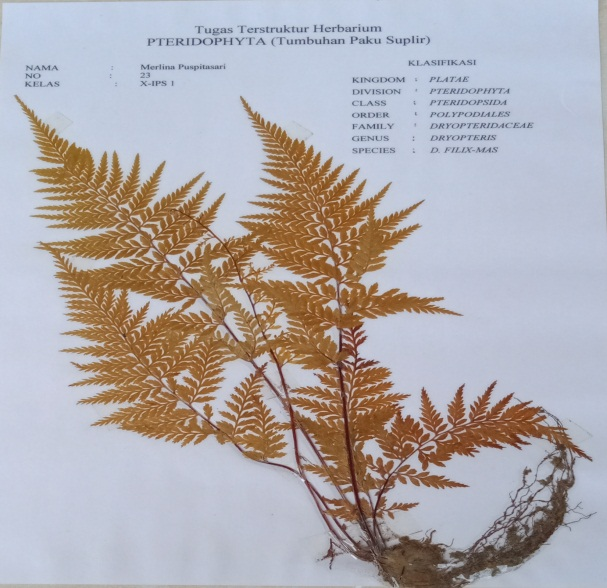 Tugas Terstruktur Herbarium
PTERIDOPHYTA (Tumbuhan Paku Suplir)
NAMA : Merlina Puspitasari
NO : 23
KELAS : X-IPS 1
KLASIFIKASI
KINGDOM : PLATAE
DIVISION : PTERIDOPHYTA
CLASS : PTERIDOPSIDA
ORDER : POLYPODIALES
FAMILY : DRYOPTERIDACEAE
GENUS : DRYOPTERIS
SPECIES : D. FILIX-MAS